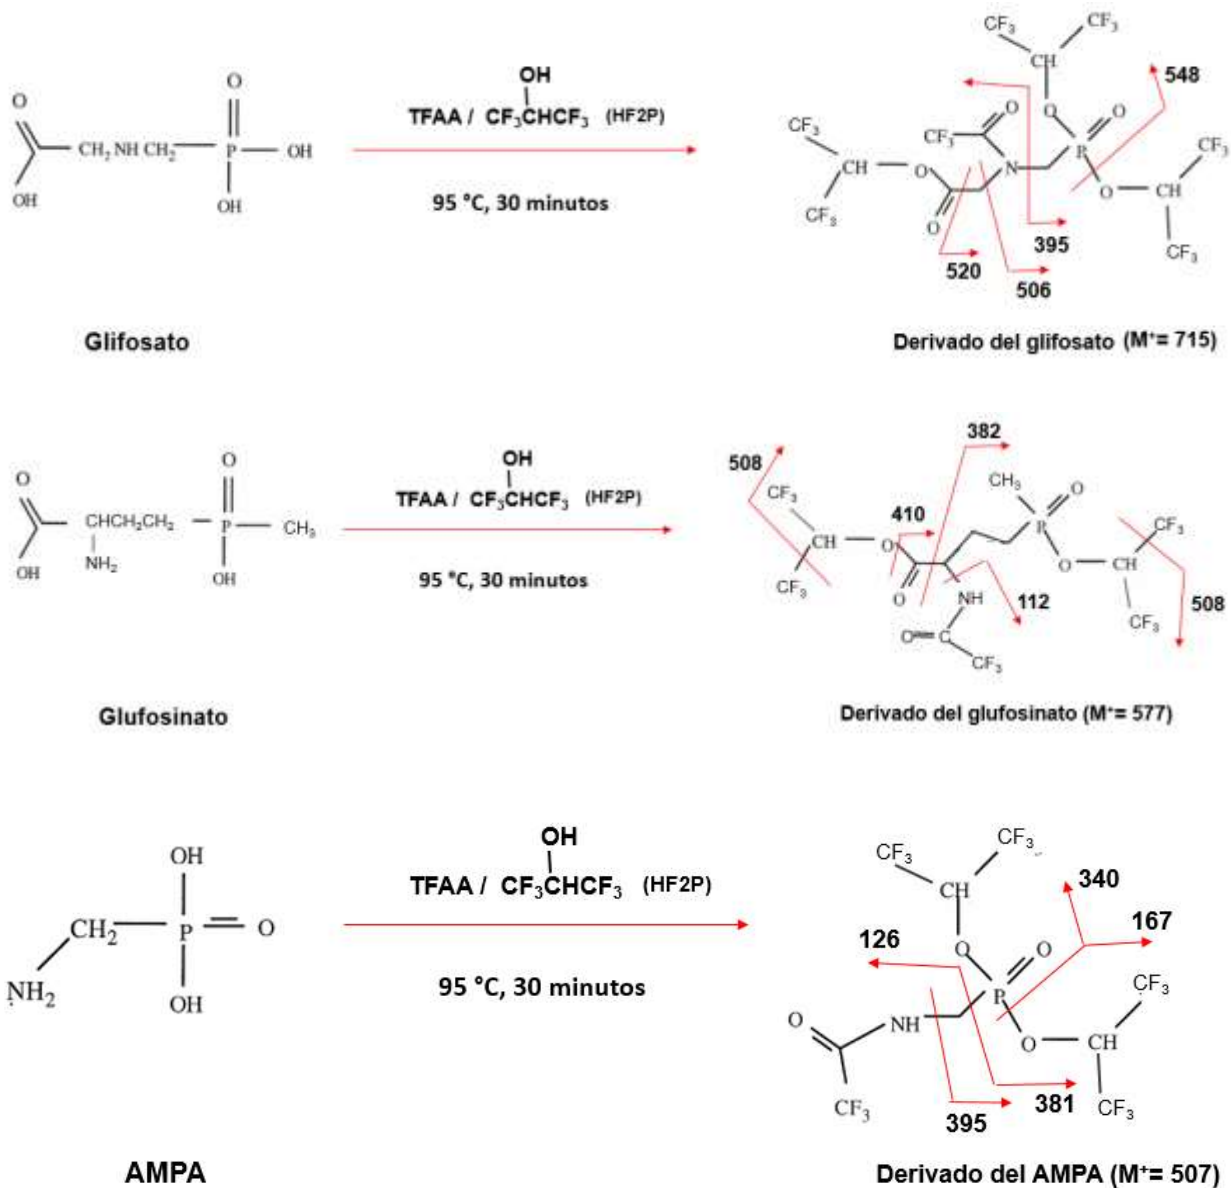 O
OH
CH₂NHCH₂
P
O
OH
OH
OH
TFAA / CF₃CHCF₃ (HF2P)
95 °C, 30 minutos
CF₃
CF₃
CH
O
O
P
O
CH
CF₃
CF₃
CF₃
O
N
CF₃
CH
CF₃
O
O
548
395
520
506
Glifosato
Derivado del glifosato (M⁺= 715)
O
OH
CHCH₂CH₂
NH₂
O
P
CH₃
OH
OH
TFAA / CF₃CHCF₃ (HF2P)
95 °C, 30 minutos
508
382
410
112
508
CF₃
CH
CF₃
O
O
NH
O
C
CF₃
CH₃
P
O
O
CH
CF₃
CF₃
Glufosinato
Derivado del glufosinato (M⁺= 577)
OH
CH₂
P
O
NH₂
OH
OH
TFAA / CF₃CHCF₃ (HF2P)
95 °C, 30 minutos
CF₃
CF₃
CH
340
167
126
O
O
P
CF₃
O
NH
O
CH
CF₃
CF₃
395
381
AMPA
Derivado del AMPA (M⁺= 507)